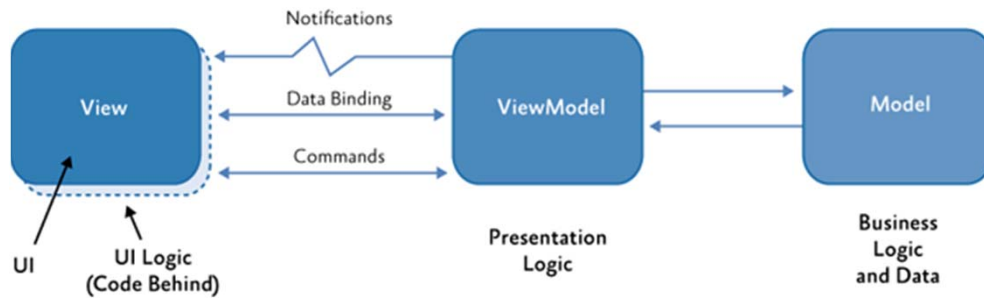 Notifications
View
Data Binding
ViewModel
Model
Commands
UI
UI Logic
(Code Behind)
Presentation
Logic
Business
Logic
and Data